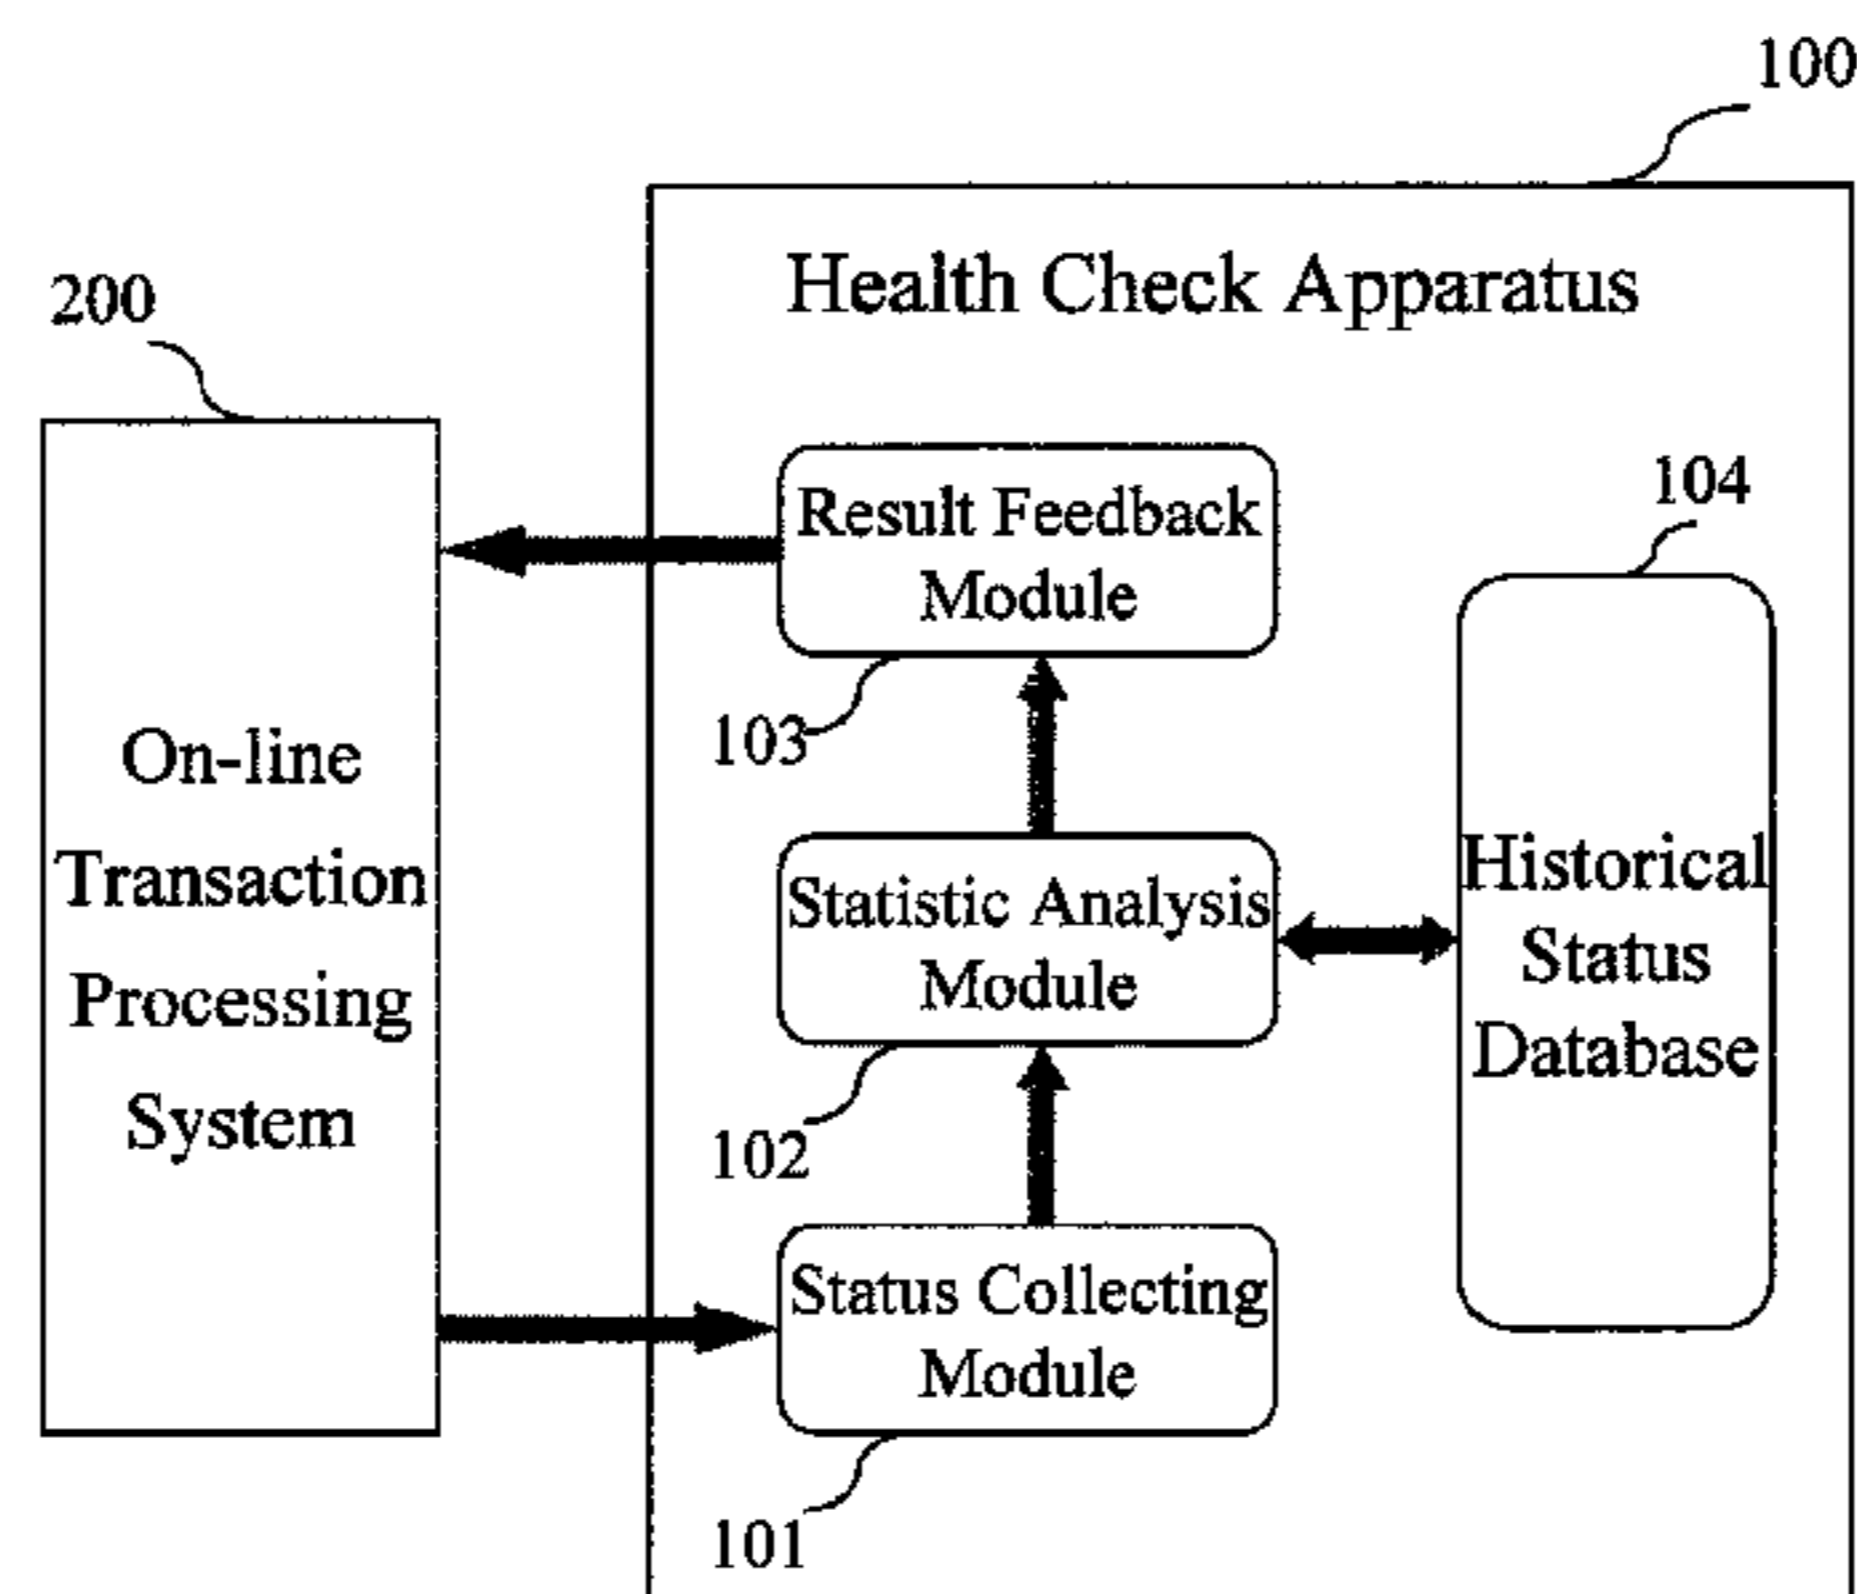 100
Health Check Apparatus
200
Result Feedback
Module
104
103
On-line
Transaction
Processing
System
Statistic Analysis
Module
Historical
Status
Database
102
Status Collecting
Module
101